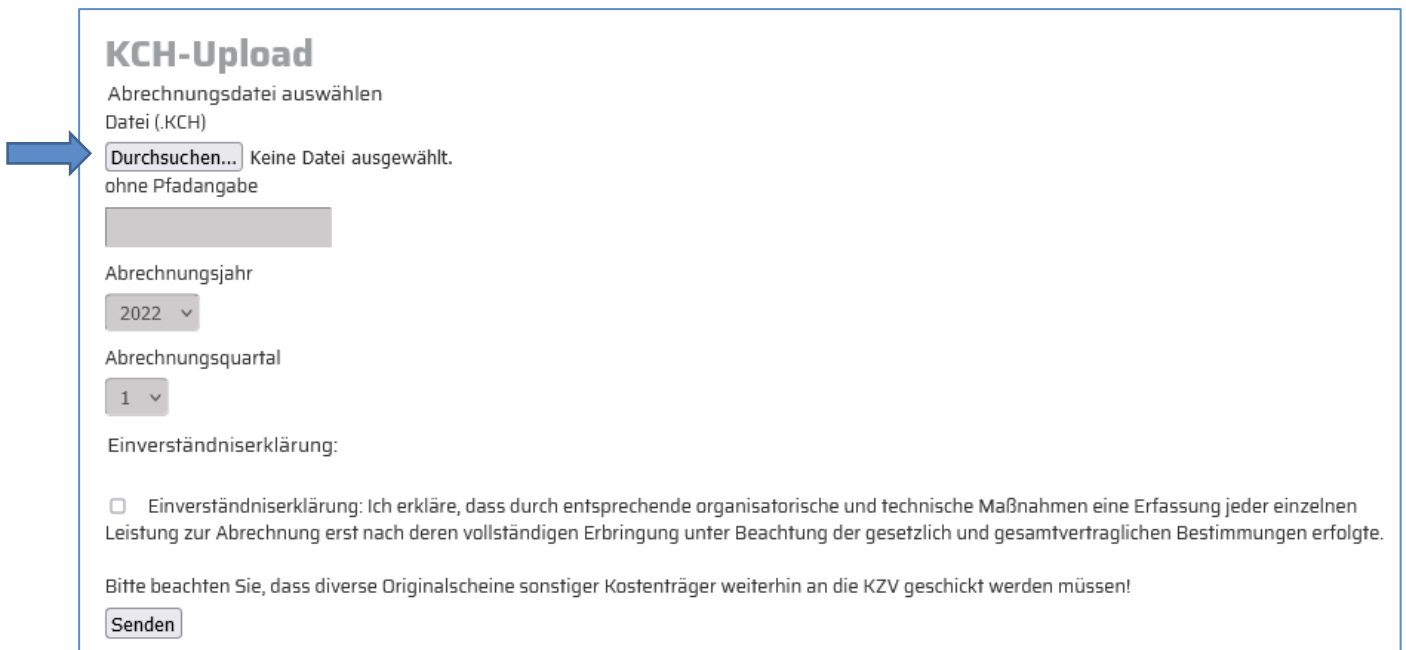 KCH-Upload
Abrechnungsdatei auswählen
Datei (.KCH)
Durchsuchen... Keine Datei ausgewählt.
ohne Pfadangabe
Abrechnungsjahr
2022
Abrechnungsquartal
1
Einverständniserklärung:
Einverständniserklärung: Ich erkläre, dass durch entsprechende organisatorische und technische Maßnahmen eine Erfassung jeder einzelnen
Leistung zur Abrechnung erst nach deren vollständigen Erbringung unter Beachtung der gesetzlich und gesamtvertraglichen Bestimmungen erfolgte.
Bitte beachten Sie, dass diverse Originalscheine sonstiger Kostenträger weiterhin an die KZV geschickt werden müssen!
Senden